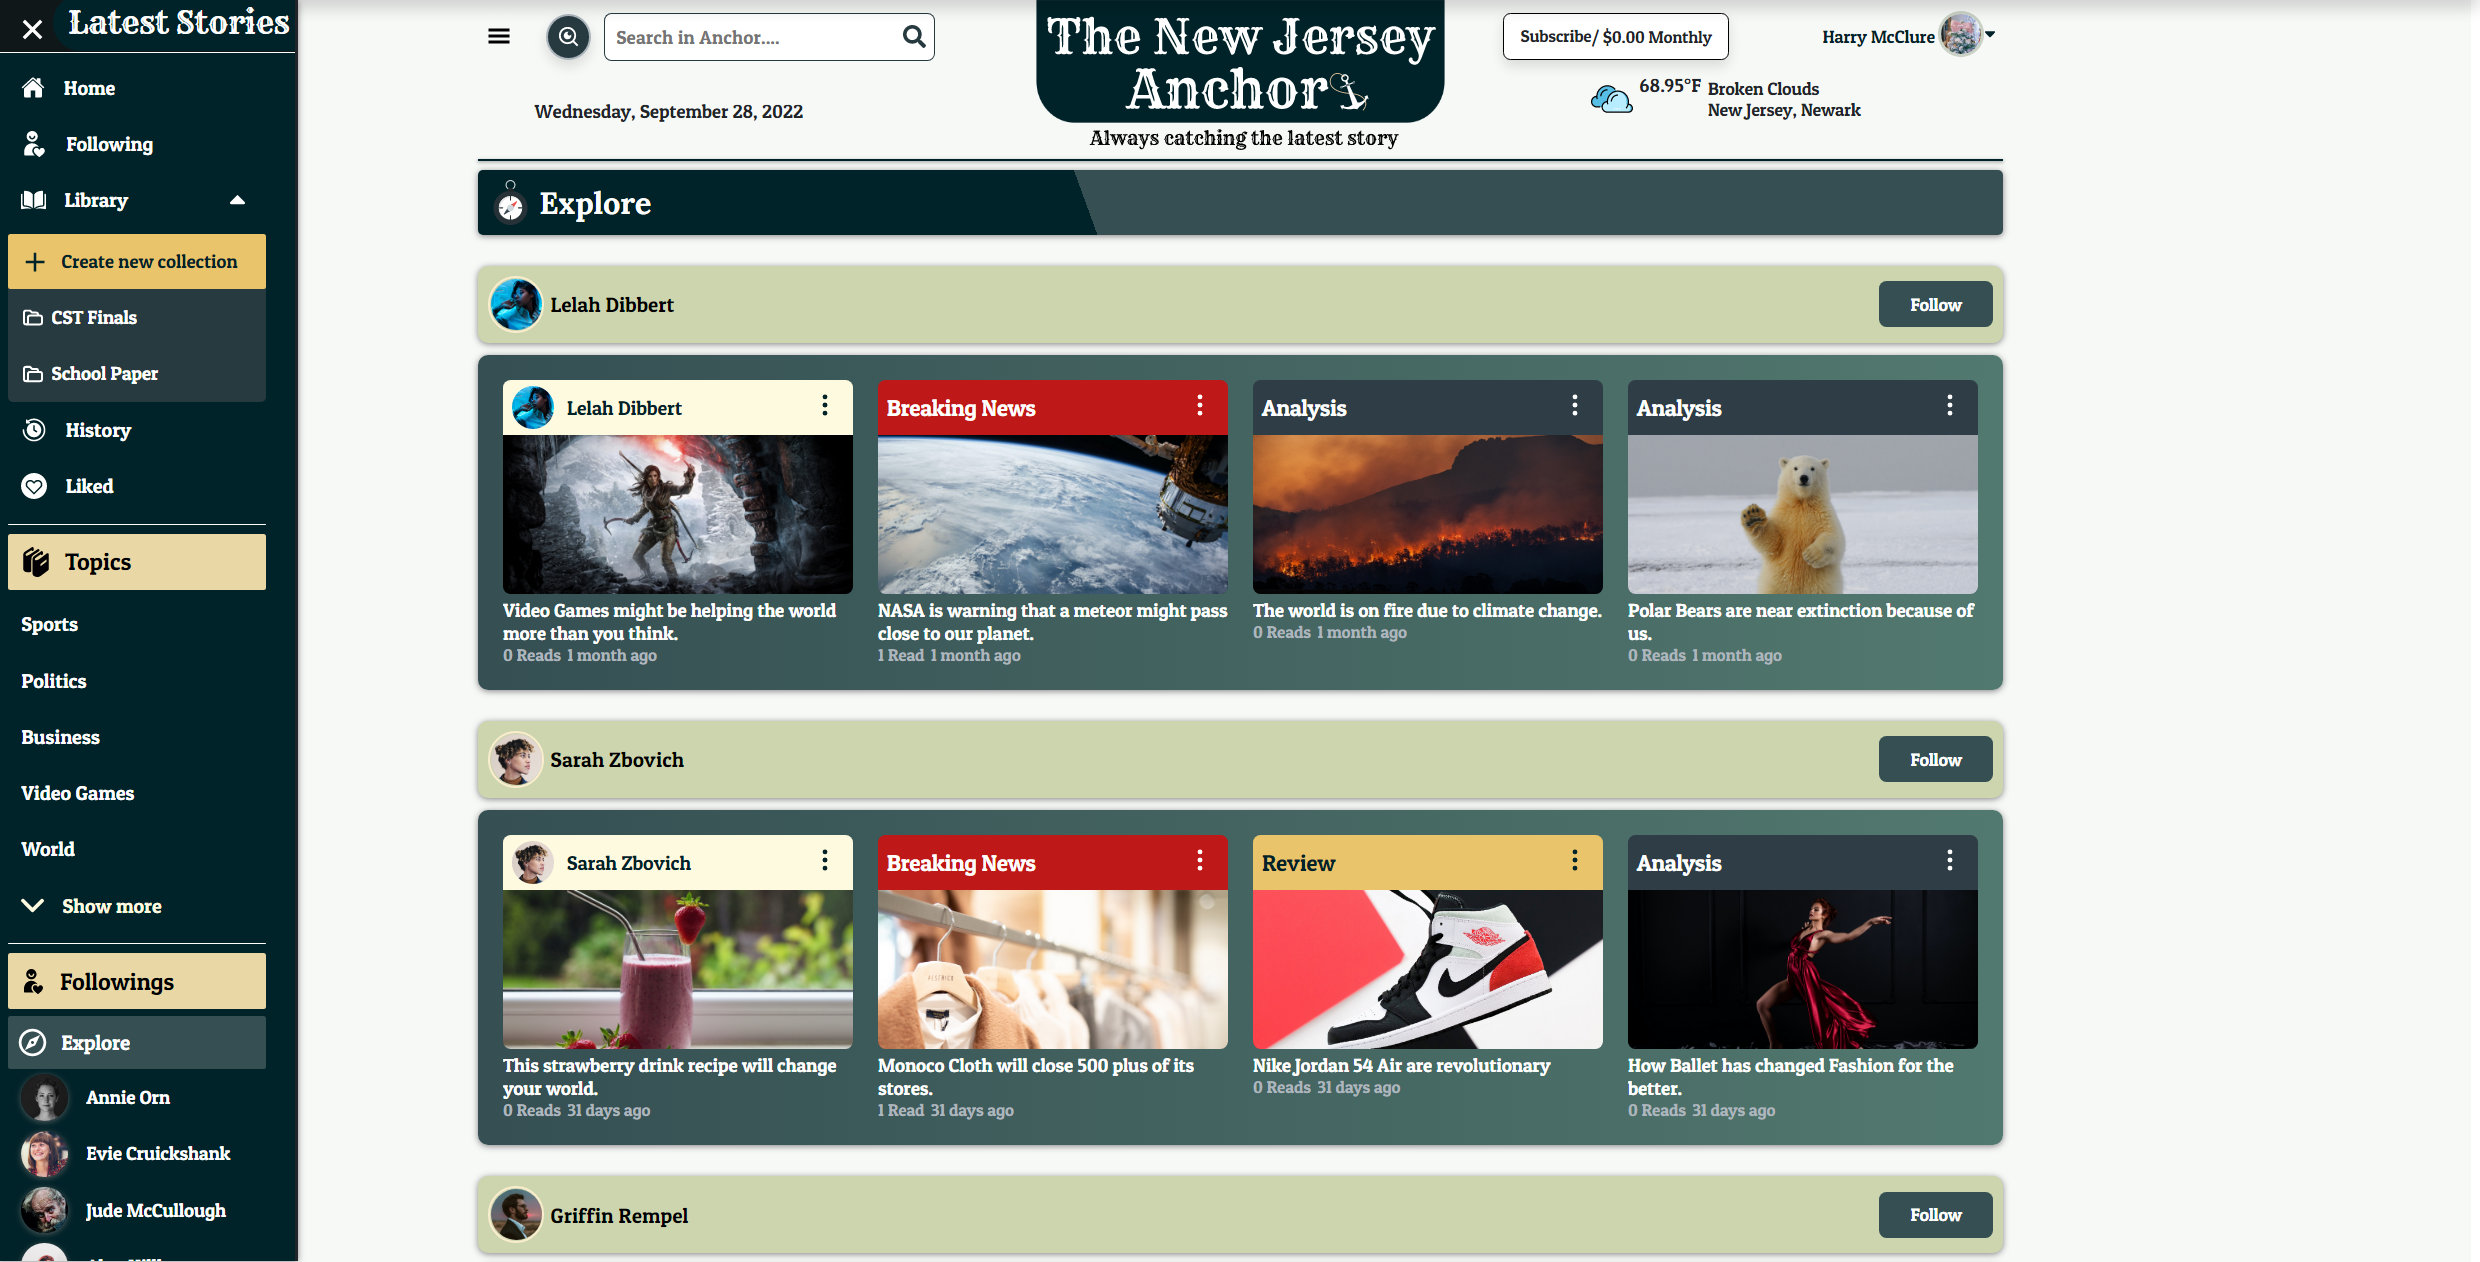 Latest Stories
Home
Following
Library
Create new collection
CST Finals
School Paper
History
Liked
Topics
Sports
Politics
Business
Video Games
World
Show more
Followings
Explore
Annie Orn
Evie Cruickshank
Jude McCullough
Search in Anchor....
Wednesday, September 28, 2022
The New Jersey
Anchor
Always catching the latest story
Subscribe/ $0.00 Monthly
Harry McClure
68.95°F
Broken Clouds
New Jersey, Newark
Explore
Lelah Dibbert
Follow
Lelah Dibbert
Video Games might be helping the world
more than you think.
0 Reads 1 month ago
Breaking News
NASA is warning that a meteor might pass
close to our planet.
1 Read 1 month ago
Analysis
The world is on fire due to climate change.
0 Reads 1 month ago
Analysis
Polar Bears are near extinction because of
us.
0 Reads 1 month ago
Sarah Zbovich
Follow
Sarah Zbovich
This strawberry drink recipe will change
your world.
0 Reads 31 days ago
Breaking News
Monoco Cloth will close 500 plus of its
stores.
1 Read 31 days ago
Review
Nike Jordan 54 Air are revolutionary
0 Reads 31 days ago
Analysis
How Ballet has changed Fashion for the
better.
0 Reads 31 days ago
Griffin Rempel
Follow